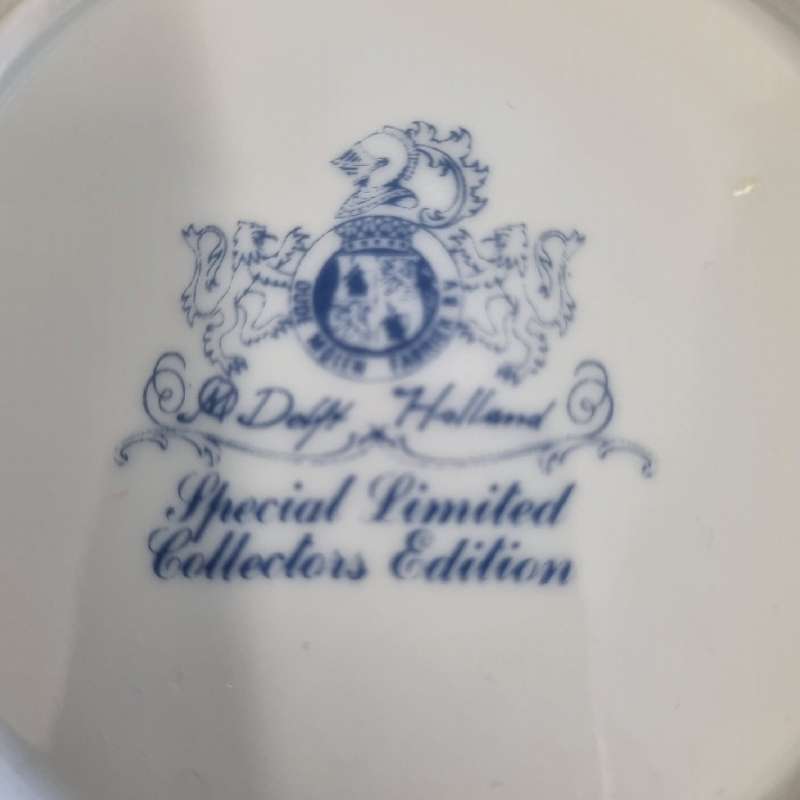 Delft Holland
Special Limited
Collectors Edition